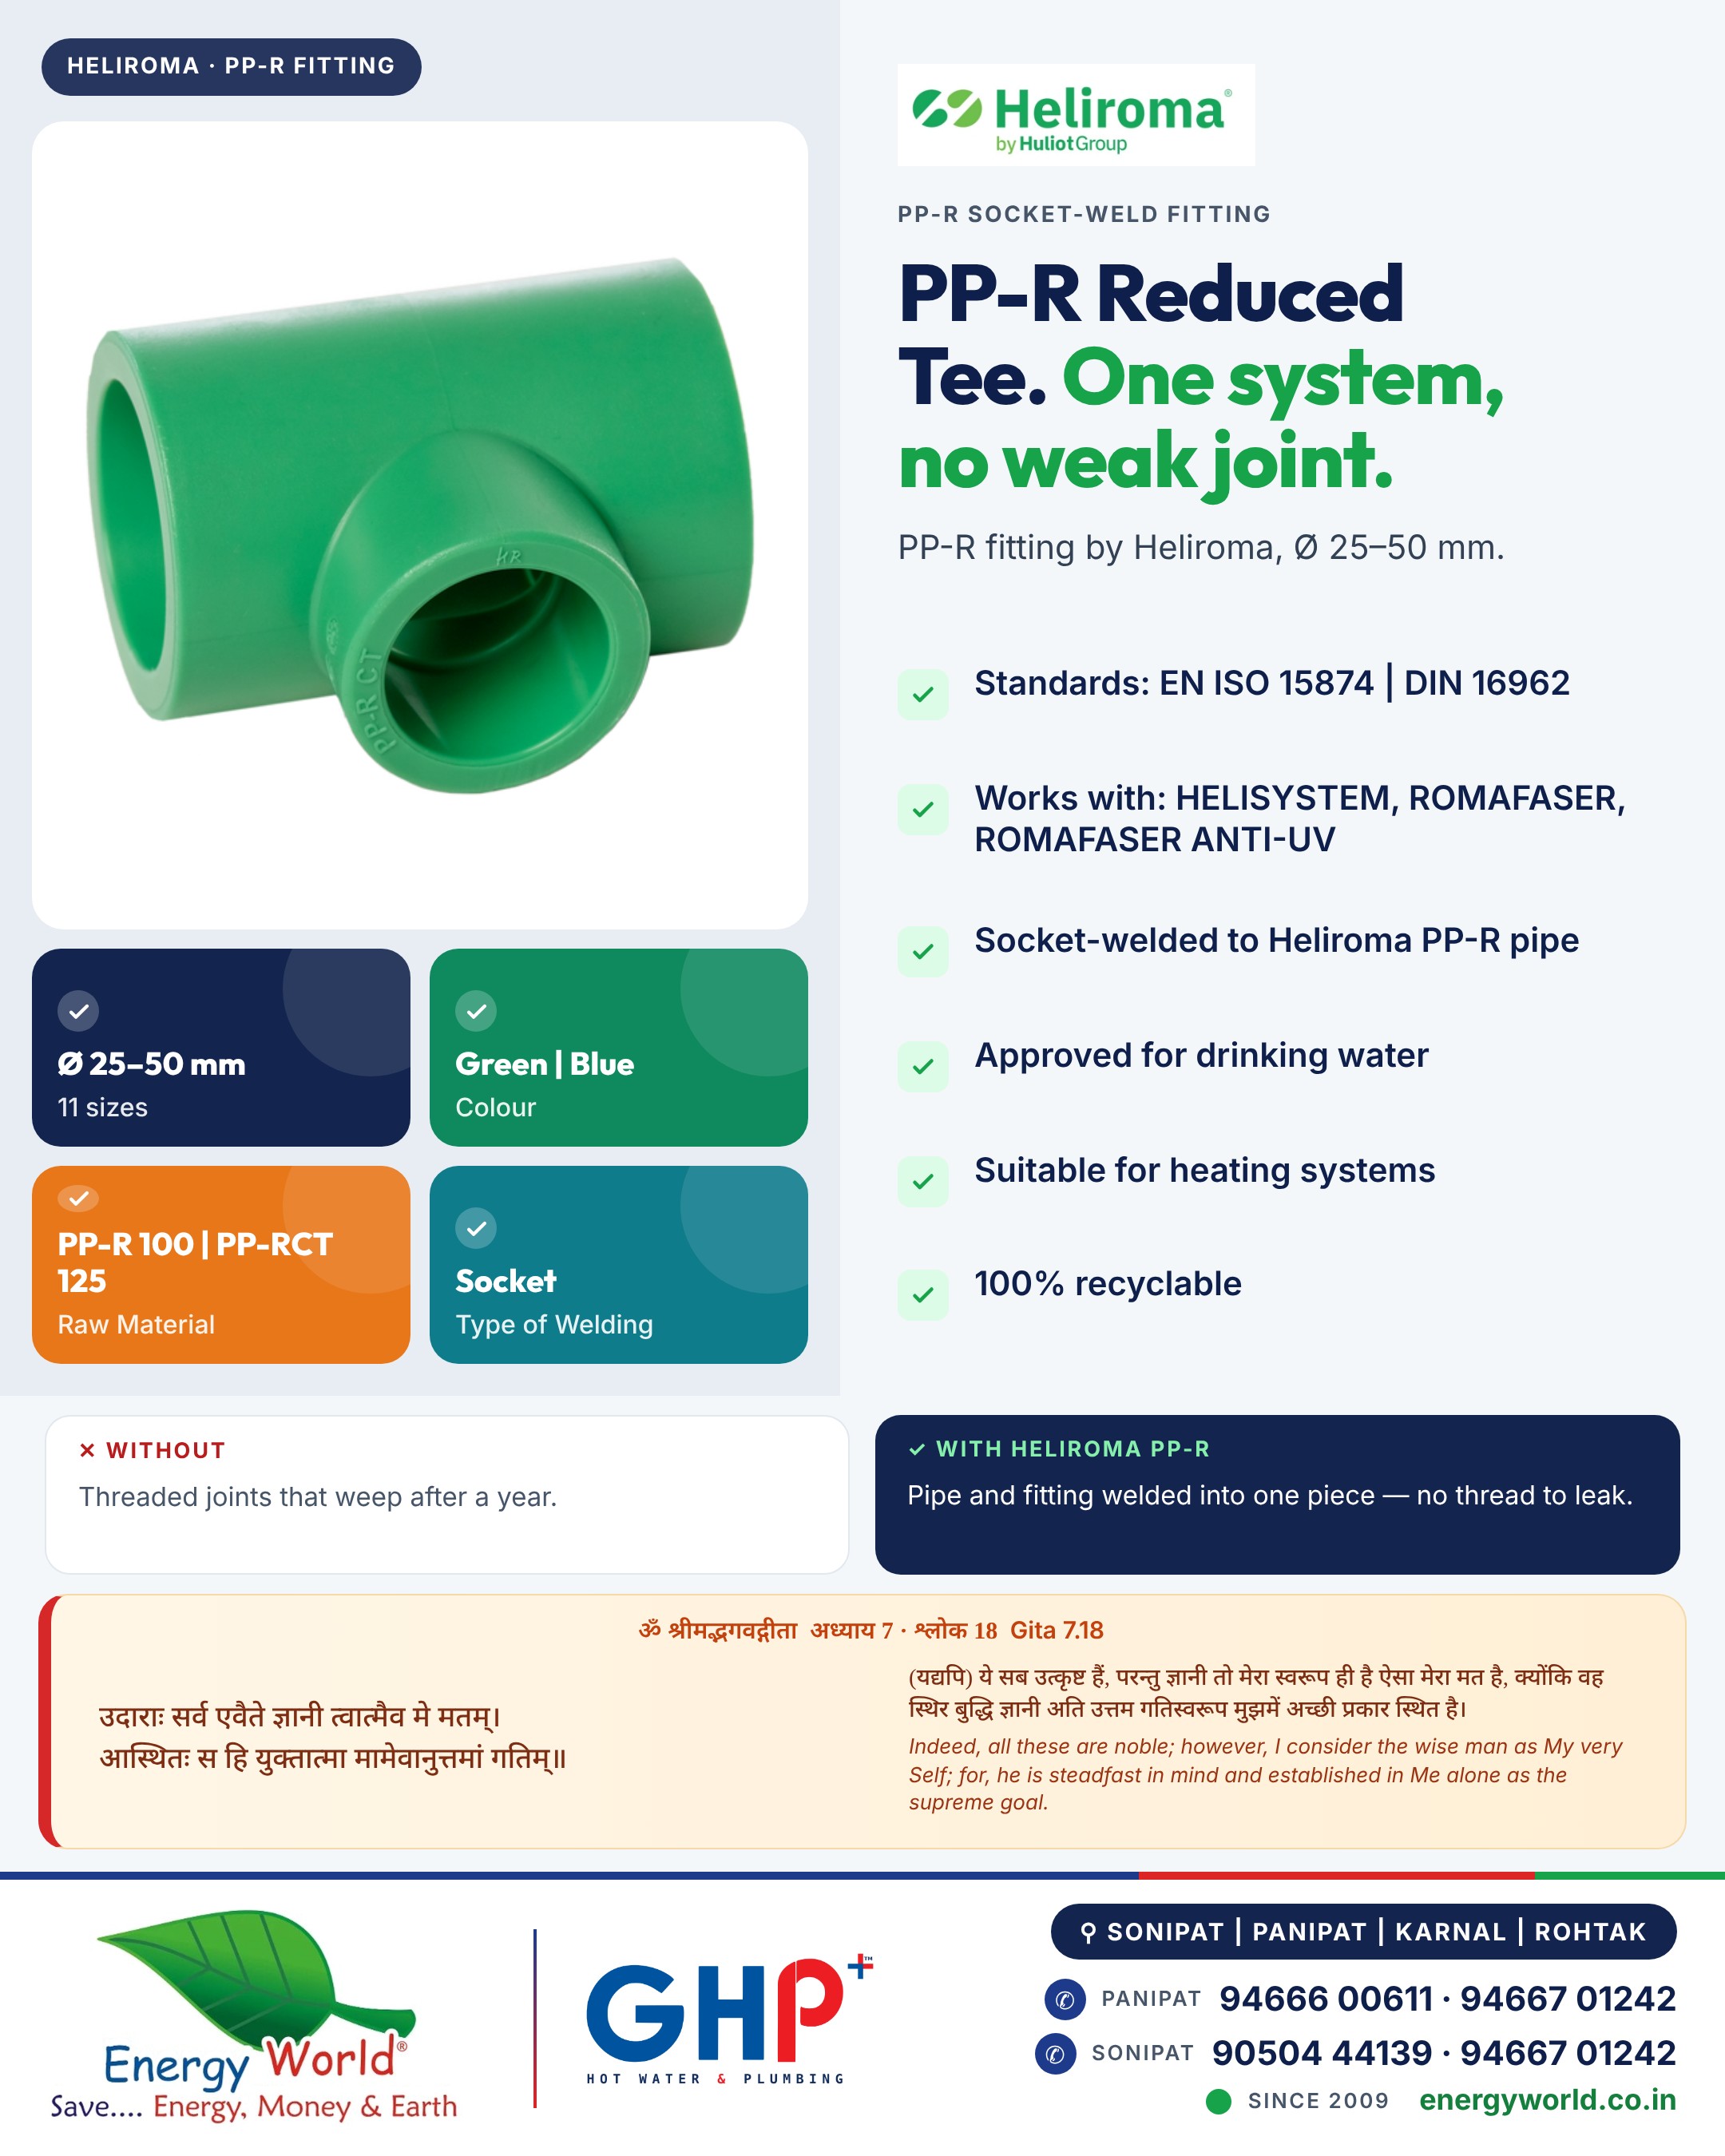 HELIROMA · PP-R FITTING
HR
PP-R CT
Ø 25–50 mm
11 sizes
Green | Blue
Colour
PP-R 100 | PP-RCT
125
Raw Material
Socket
Type of Welding
Heliroma®
by HuliotGroup
PP-R SOCKET-WELD FITTING
PP-R Reduced
Tee. One system,
no weak joint.
PP-R fitting by Heliroma, Ø 25–50 mm.
Standards: EN ISO 15874 | DIN 16962
Works with: HELISYSTEM, ROMAFASER,
ROMAFASER ANTI-UV
Socket-welded to Heliroma PP-R pipe
Approved for drinking water
Suitable for heating systems
100% recyclable
× WITHOUT
Threaded joints that weep after a year.
✓ WITH HELIROMA PP-R
Pipe and fitting welded into one piece — no thread to leak.
ॐ श्रीमद्भगवद्गीता अध्याय 7 · श्लोक 18 Gita 7.18
उदाराः सर्व एवैते ज्ञानी त्वात्मैव मे मतम्।
आस्थितः स हि युक्तात्मा मामेवानुत्तमां गतिम्॥
(यद्यपि) ये सब उत्कृष्ट हैं, परन्तु ज्ञानी तो मेरा स्वरूप ही है ऐसा मेरा मत है, क्योंकि वह
स्थिर बुद्धि ज्ञानी अति उत्तम गतिस्वरूप मुझमें अच्छी प्रकार स्थित है।
Indeed, all these are noble; however, I consider the wise man as My very
Self; for, he is steadfast in mind and established in Me alone as the
supreme goal.
Energy World®
Save.... Energy, Money & Earth
GHP+™
HOT WATER & PLUMBING
SONIPAT | PANIPAT | KARNAL | ROHTAK
PANIPAT 94666 00611 · 94667 01242
SONIPAT 90504 44139 · 94667 01242
SINCE 2009 energyworld.co.in